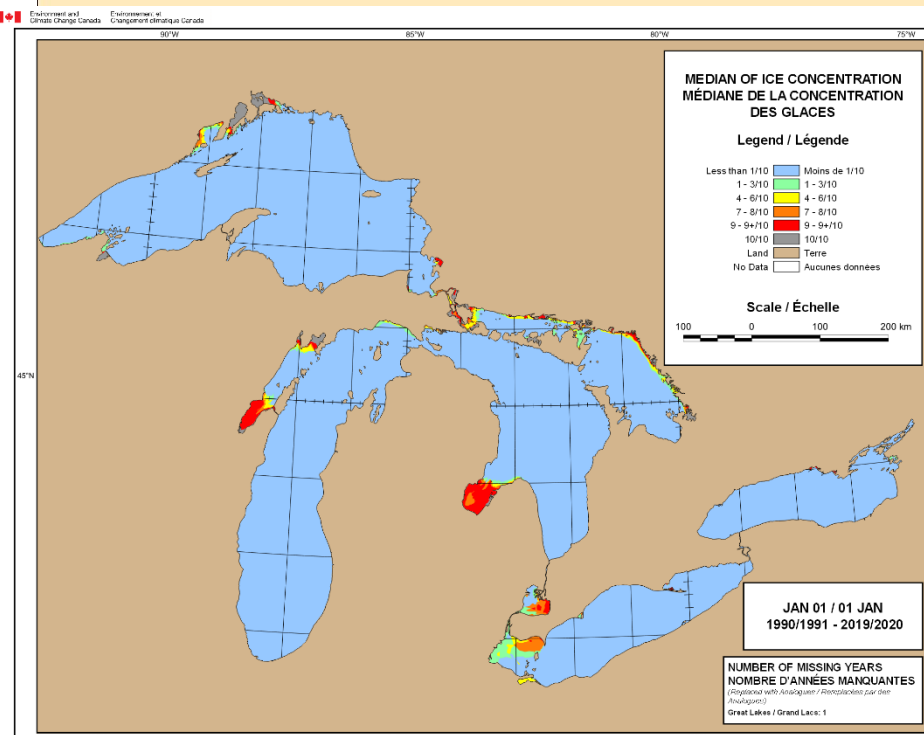 Environment and Environnement et
Climate Change Canada Changement climatique Canada
90°W 85°W 80°W 75°W
45°N
MEDIAN OF ICE CONCENTRATION
MÉDIANE DE LA CONCENTRATION
DES GLACES
Legend / Légende
Less than 1/10 Moins de 1/10
1 - 3/10 1 - 3/10
4 - 6/10 4 - 6/10
7 - 8/10 7 - 8/10
9 - 9+/10 9 - 9+/10
10/10 10/10
Land Terre
No Data Aucunes données
Scale / Échelle
100 0 100 200 km
JAN 01 / 01 JAN
1990/1991 - 2019/2020
NUMBER OF MISSING YEARS
NOMBRE D'ANNÉES MANQUANTES
(Replaced with Analogues / Remplacées par des
Analogues)
Great Lakes / Grand Lacs: 1